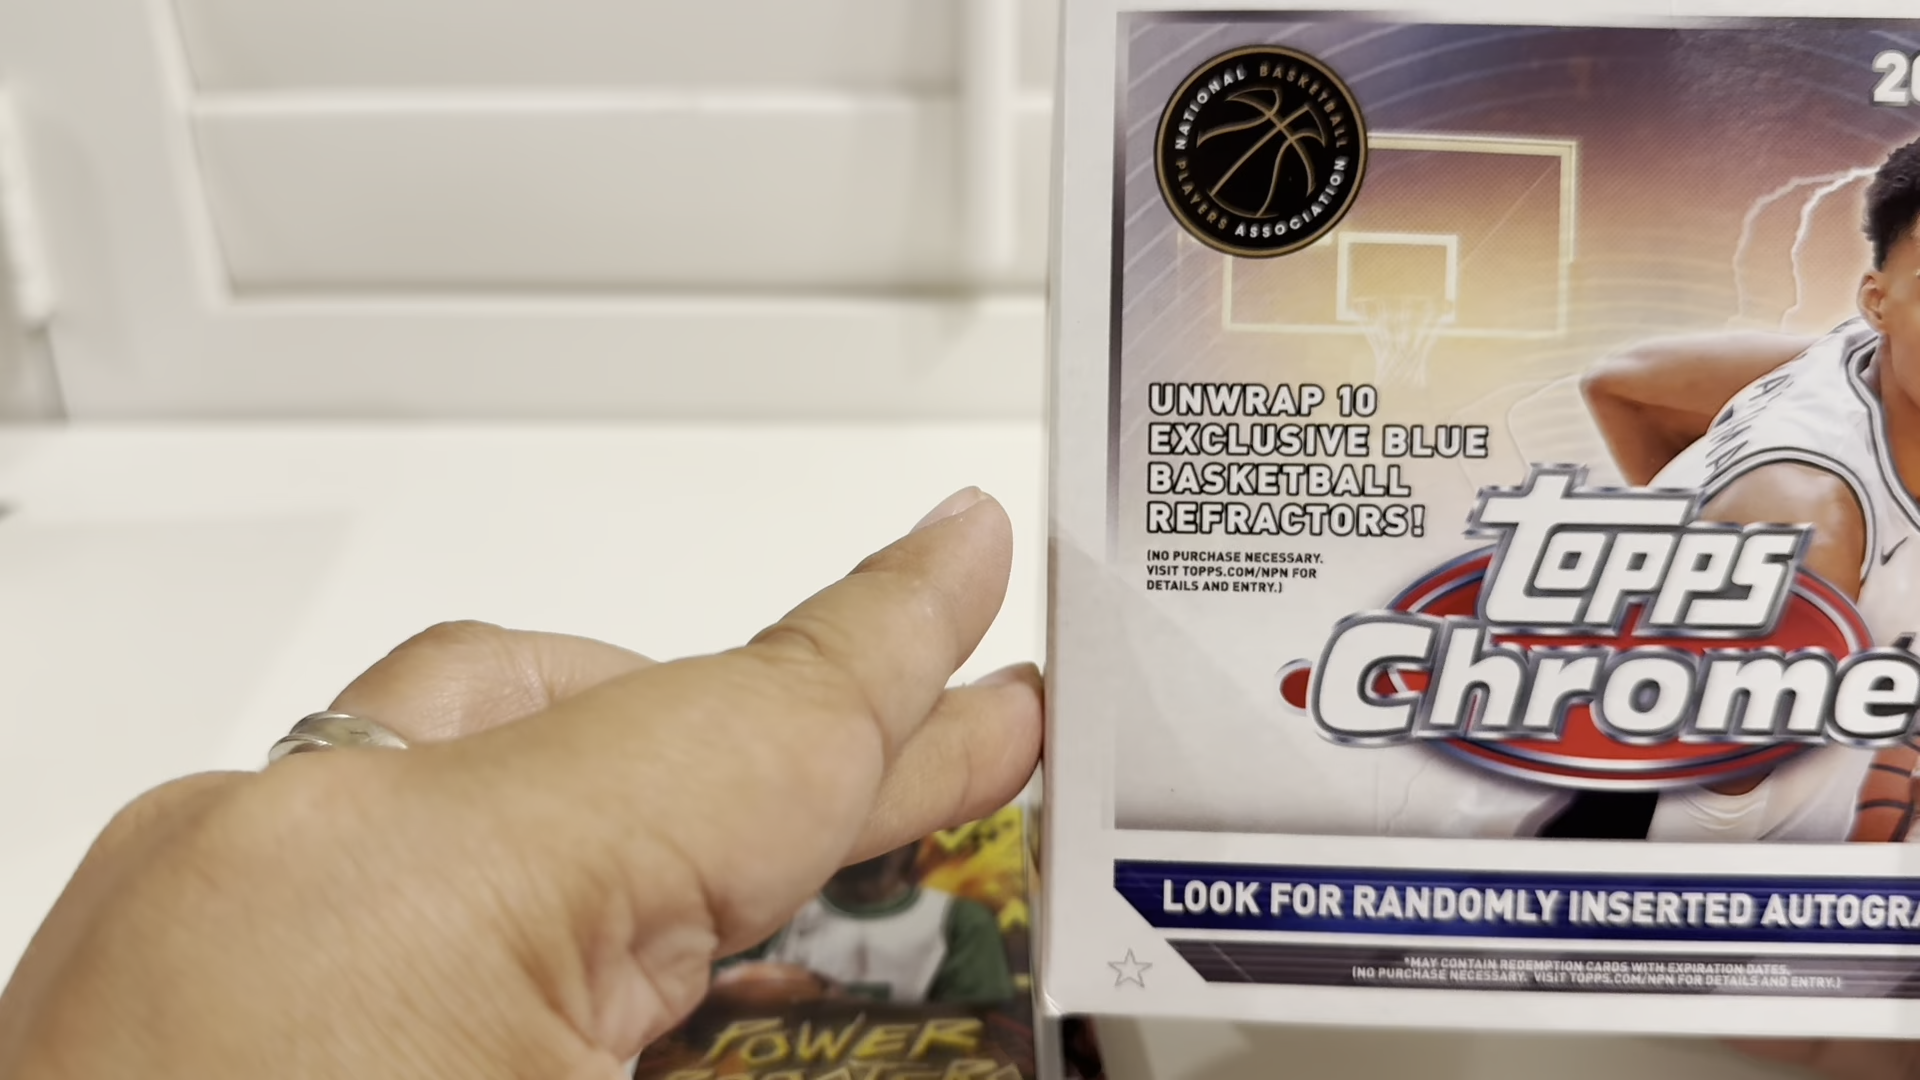 NATIONAL BASKETBALL
PLAYERS ASSOCIATION
UNWRAP 10
EXCLUSIVE BLUE
BASKETBALL
REFRACTORS!
(NO PURCHASE NECESSARY.
VISIT TOPPS.COM/NPN FOR
DETAILS AND ENTRY.)
topps
Chrome
LOOK FOR RANDOMLY INSERTED
*MAY CONTAIN REDEMPTION CARDS WITH EXPIRATION DATES.
(NO PURCHASE NECESSARY. VISIT TOPPS.COM/NPN FOR DETAILS AND ENTRY.)
POWER